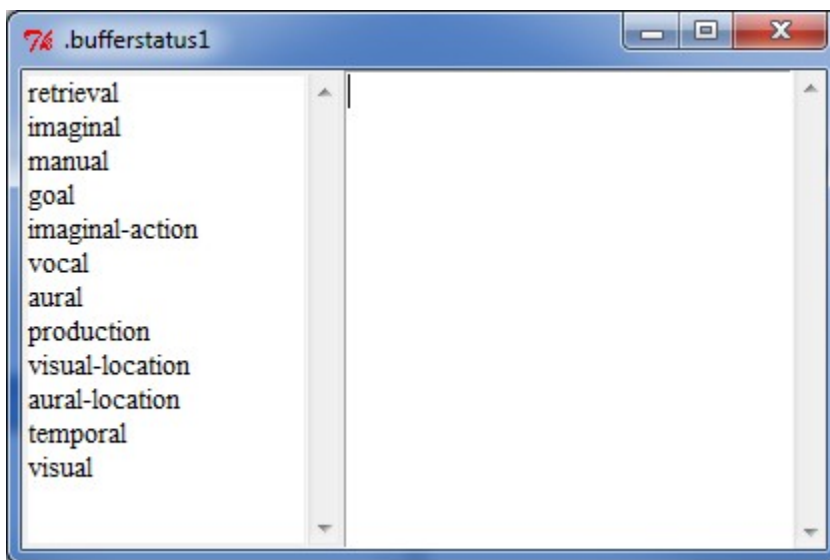 .bufferstatus1
retrieval
imaginal
manual
goal
imaginal-action
vocal
aural
production
visual-location
aural-location
temporal
visual